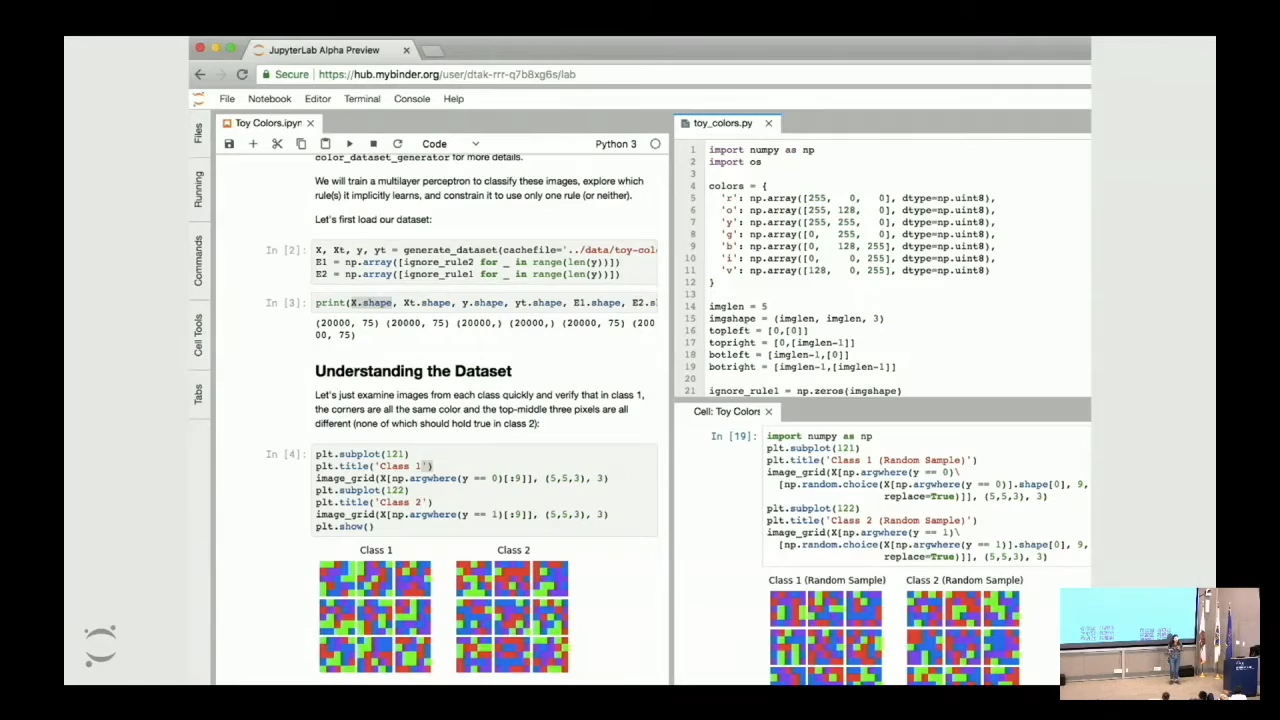 JupyterLab Alpha Preview
Secure https://hub.mybinder.org/user/dtak-rrr-q7b8xg6s/lab
File Notebook Editor Terminal Console Help
Files
Running
Commands
Cell Tools
Tabs
Toy Colors.ipyn
Code
Python 3
color_dataset_generator for more details.
We will train a multilayer perceptron to classify these images, explore which
rule(s) it implicitly learns, and constrain it to use only one rule (or neither).
Let's first load our dataset:
In [2]: X, Xt, y, yt = generate_dataset(cachefile='../data/toy-colo
E1 = np.array([ignore_rule2 for _ in range(len(y))])
E2 = np.array([ignore_rule1 for _ in range(len(y))])
In [3]: print(X.shape, Xt.shape, y.shape, yt.shape, E1.shape, E2.s
(20000, 75) (20000, 75) (20000,) (20000,) (20000, 75) (200
00, 75)
Understanding the Dataset
Let's just examine images from each class quickly and verify that in class 1,
the corners are all the same color and the top-middle three pixels are all
different (none of which should hold true in class 2):
In [4]: plt.subplot(121)
plt.title('Class 1')
image_grid(X[np.argwhere(y == 0)[:9]], (5,5,3), 3)
plt.subplot(122)
plt.title('Class 2')
image_grid(X[np.argwhere(y == 1)[:9]], (5,5,3), 3)
plt.show()
Class 1 Class 2
toy_colors.py
1 import numpy as np
2 import os
3
4 colors = {
5 'r': np.array([255, 0, 0], dtype=np.uint8),
6 'o': np.array([255, 128, 0], dtype=np.uint8),
7 'y': np.array([255, 255, 0], dtype=np.uint8),
8 'g': np.array([0, 255, 0], dtype=np.uint8),
9 'b': np.array([0, 128, 255], dtype=np.uint8),
10 'i': np.array([0, 0, 255], dtype=np.uint8),
11 'v': np.array([128, 0, 255], dtype=np.uint8)
12 }
13
14 imglen = 5
15 imgshape = (imglen, imglen, 3)
16 topleft = [0,[0]]
17 topright = [0,[imglen-1]]
18 botleft = [imglen-1,[0]]
19 botright = [imglen-1,[imglen-1]]
20
21 ignore_rule1 = np.zeros(imgshape)
Cell: Toy Colors
In [19]: import numpy as np
plt.subplot(121)
plt.title('Class 1 (Random Sample)')
image_grid(X[np.argwhere(y == 0)\
[np.random.choice(X[np.argwhere(y == 0)].shape[0], 9,
replace=True)]], (5,5,3), 3)
plt.subplot(122)
plt.title('Class 2 (Random Sample)')
image_grid(X[np.argwhere(y == 1)\
[np.random.choice(X[np.argwhere(y == 1)].shape[0], 9,
replace=True)]], (5,5,3), 3)
Class 1 (Random Sample) Class 2 (Random Sample)